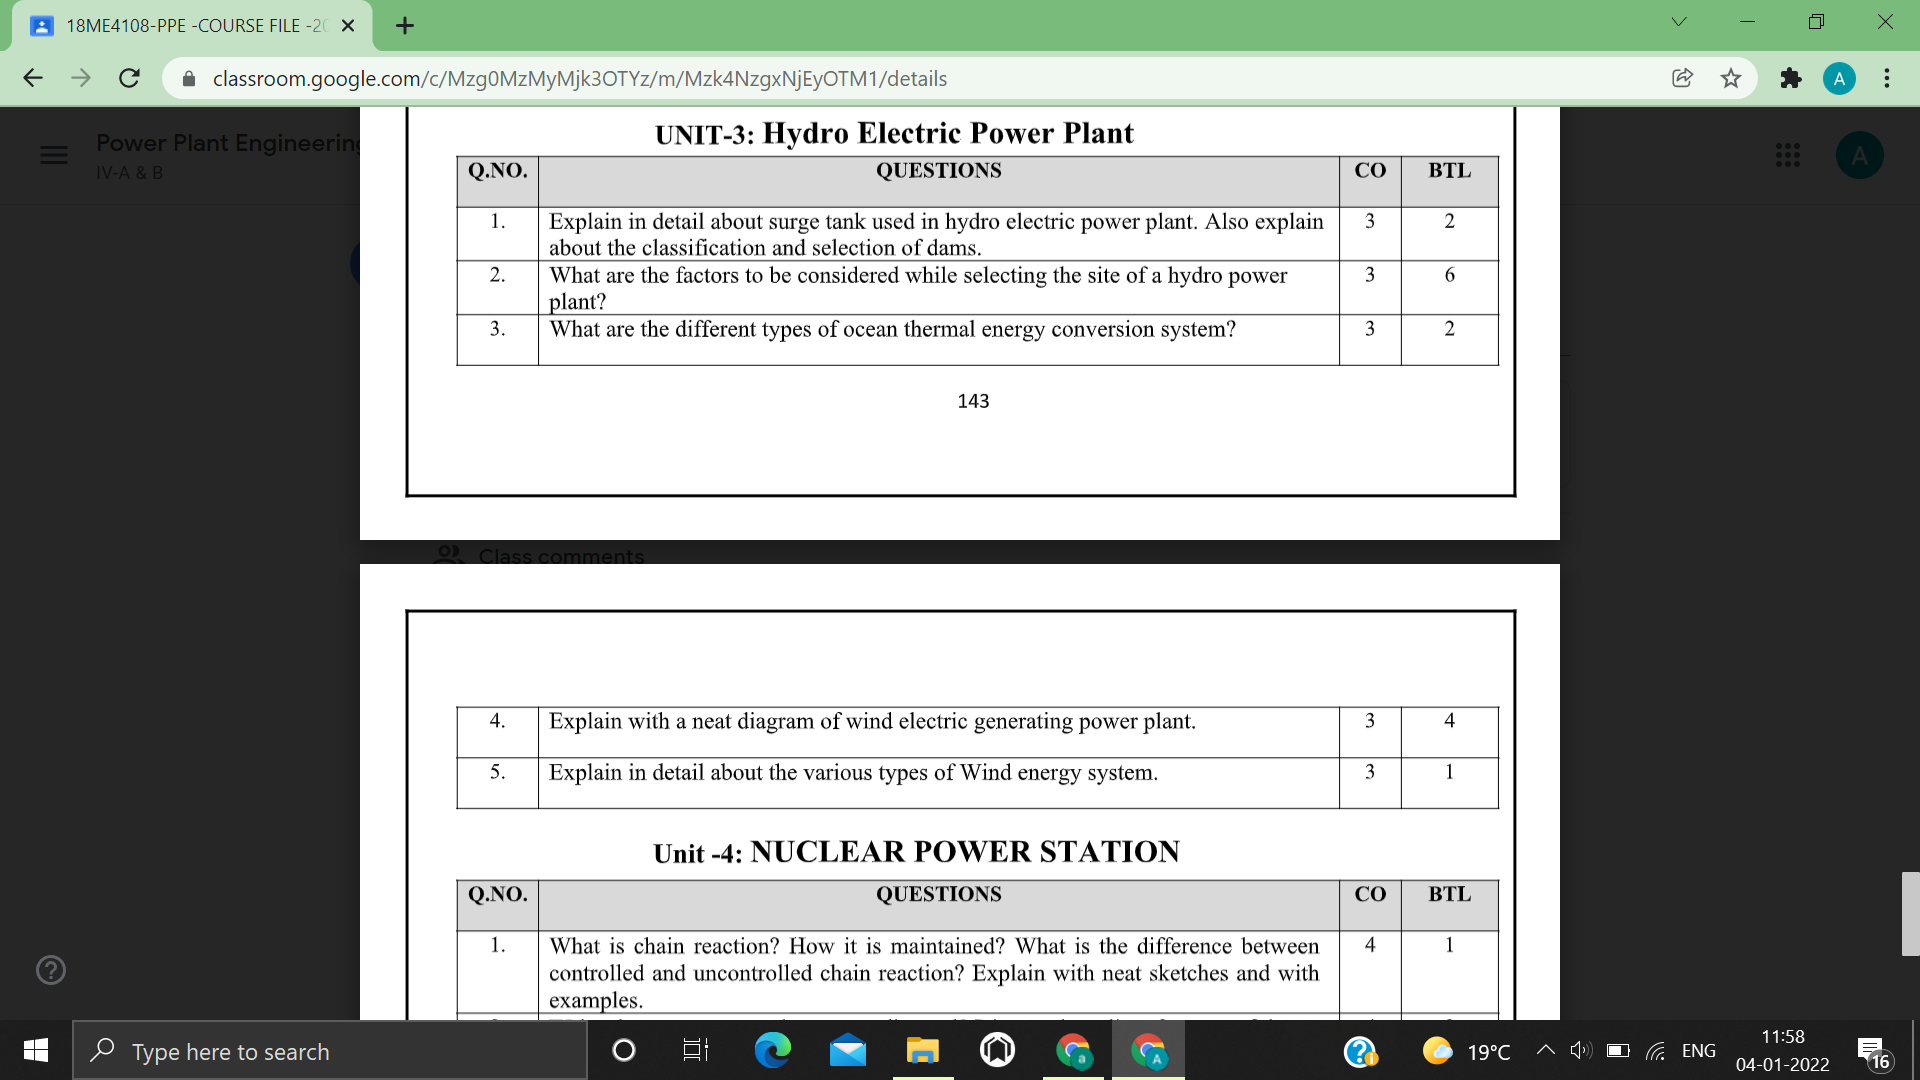 18ME4108-PPE -COURSE FILE -20
classroom.google.com/c/Mzg0MzMyMjk3OTYz/m/Mzk4NzgxNjEyOTM1/details
A
Power Plant Engineering
IV-A & B
A
UNIT-3: Hydro Electric Power Plant
Q.NO. QUESTIONS CO BTL
1. Explain in detail about surge tank used in hydro electric power plant. Also explain 3 2
about the classification and selection of dams.
2. What are the factors to be considered while selecting the site of a hydro power 3 6
plant?
3. What are the different types of ocean thermal energy conversion system? 3 2
143
Class comments
4. Explain with a neat diagram of wind electric generating power plant. 3 4
5. Explain in detail about the various types of Wind energy system. 3 1
Unit -4: NUCLEAR POWER STATION
Q.NO. QUESTIONS CO BTL
1. What is chain reaction? How it is maintained? What is the difference between 4 1
controlled and uncontrolled chain reaction? Explain with neat sketches and with
examples.
Type here to search
a
A
19°C
ENG
11:58
04-01-2022
16